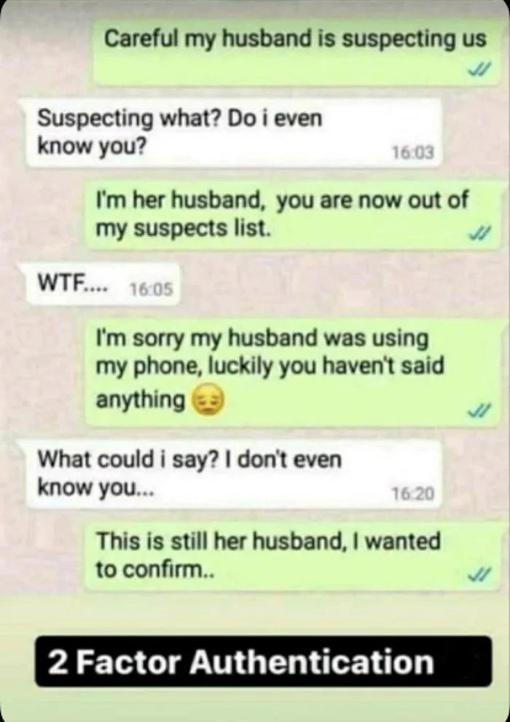 Careful my husband is suspecting us
Suspecting what? Do i even
know you?
16:03
I'm her husband, you are now out of
my suspects list.
WTF.... 16:05
I'm sorry my husband was using
my phone, luckily you haven't said
anything 😔
What could i say? I don't even
know you...
16:20
This is still her husband, I wanted
to confirm..
2 Factor Authentication